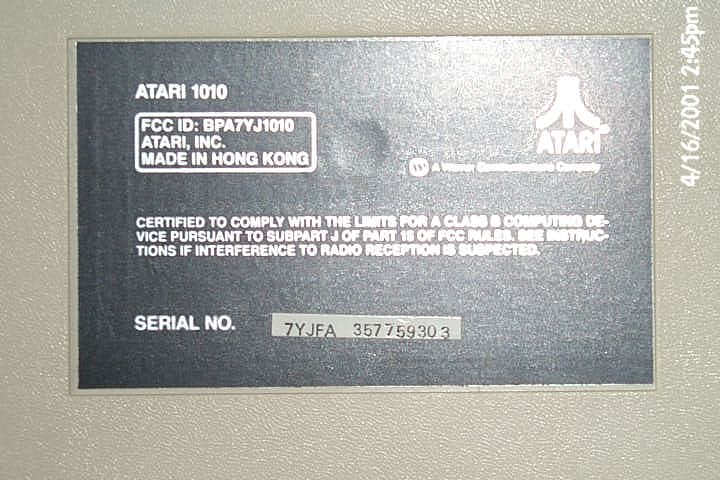 ATARI 1010
FCC ID: BPA7YJ1010
ATARI, INC.
MADE IN HONG KONG
ATARI
W A Warner Communications Company
CERTIFIED TO COMPLY WITH THE LIMITS FOR A CLASS B COMPUTING DE-
VICE PURSUANT TO SUBPART J OF PART 15 OF FCC RULES. SEE INSTRUC-
TIONS IF INTERFERENCE TO RADIO RECEPTION IS SUSPECTED.
SERIAL NO. 7YJFA 357759303
4/16/2001 2:45pm